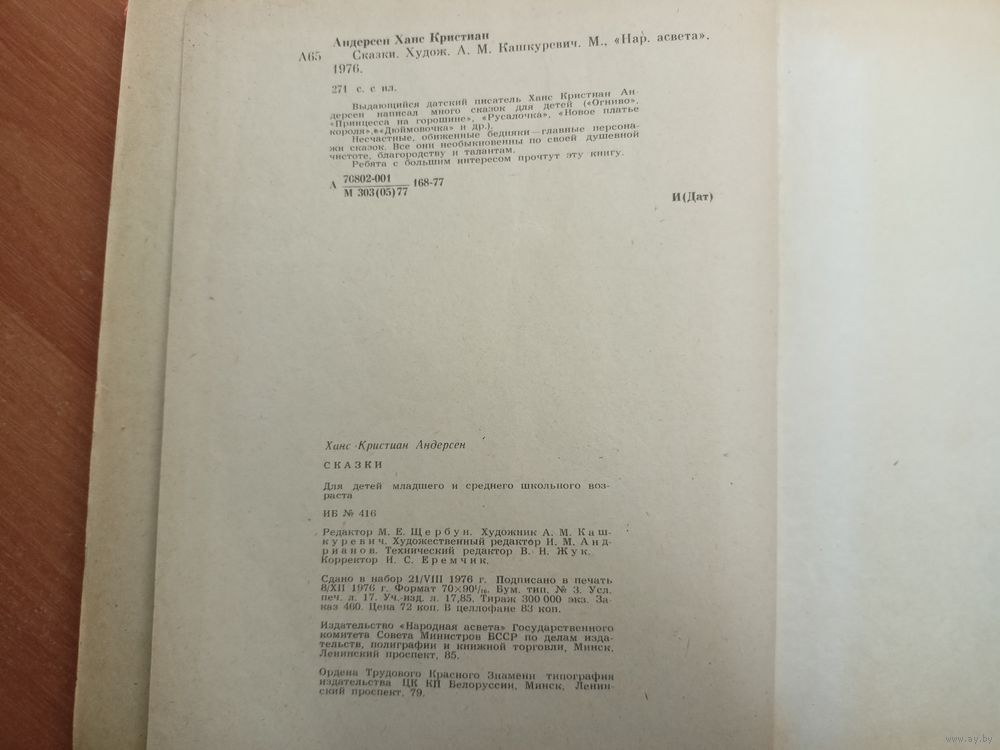 Андерсен Ханс Кристиан
А65 Сказки. Худож. А. М. Кашкуревич. М., «Нар. асвета».
1976.
271 с. с ил.
Выдающийся датский писатель Ханс Кристиан Ан-
дерсен написал много сказок для детей («Огниво»,
«Принцесса на горошине», «Русалочка», «Новое платье
короля», «Дюймовочка» и др.).
Несчастные, обиженные бедняки — главные персона-
жи сказок. Все они необыкновенны по своей душевной
чистоте, благородству и талантам.
Ребята с большим интересом прочтут эту книгу.
70802-001
А 168-77
М 303(05)77
И(Дат)
Ханс Кристиан Андерсен
СКАЗКИ
Для детей младшего и среднего школьного воз-
раста
ИБ № 416
Редактор М. Е. Щербун. Художник А. М. Каш-
куревич. Художественный редактор И. М. Анд-
рианов. Технический редактор В. Н. Жук.
Корректор И. С. Еремчик.
Сдано в набор 21/VIII 1976 г. Подписано в печать
8/XII 1976 г. Формат 70×90¹/₁₆. Бум. тип. № 3. Усл.
печ. л. 17. Уч.-изд. л. 17,85. Тираж 300 000 экз. За-
каз 460. Цена 72 коп. В целлофане 83 коп.
Издательство «Народная асвета» Государственного
комитета Совета Министров БССР по делам изда-
тельств, полиграфии и книжной торговли, Минск,
Ленинский проспект, 85.
Ордена Трудового Красного Знамени типография
издательства ЦК КП Белоруссии, Минск, Ленин-
ский проспект, 79.
www.ay.by